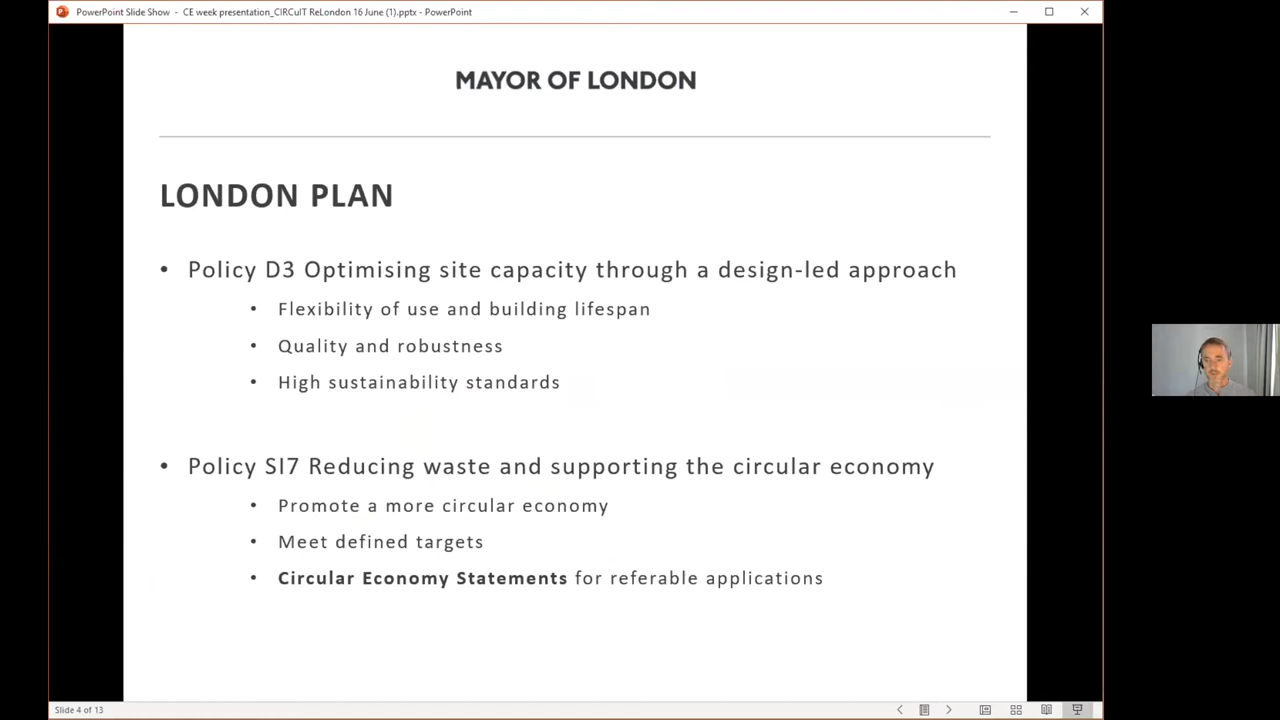 PowerPoint Slide Show - CE week presentation_CIRCuIT ReLondon 16 June (1).pptx - PowerPoint
MAYOR OF LONDON
LONDON PLAN
• Policy D3 Optimising site capacity through a design-led approach
• Flexibility of use and building lifespan
• Quality and robustness
• High sustainability standards
• Policy SI7 Reducing waste and supporting the circular economy
• Promote a more circular economy
• Meet defined targets
• Circular Economy Statements for referable applications
Slide 4 of 13